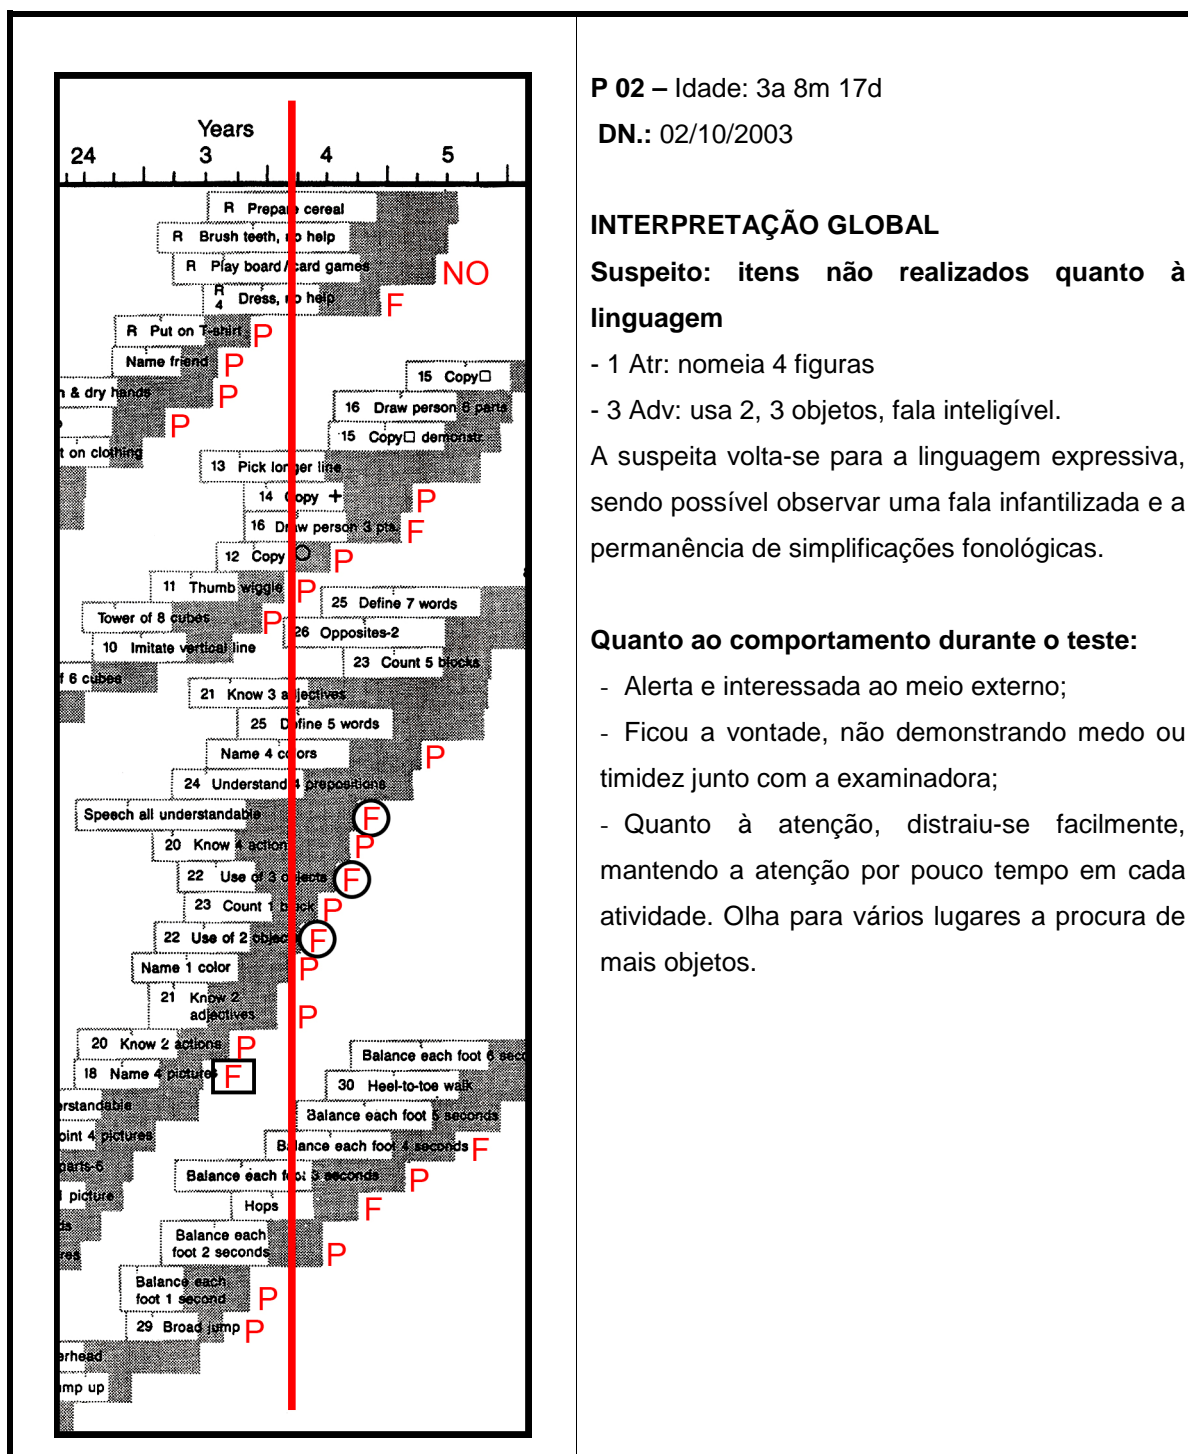 Years
24 3 4 5
R Prepare cereal
R Brush teeth, no help
R Play board/card games NO
R 4 Dress, no help F
R Put on T-shirt P
Name friend P
& dry hands P
P
t on clothing
15 Copy□
16 Draw person 6 parts
15 Copy□ demonstr.
13 Pick longer line
14 Copy + P
16 Draw person 3 pts. F
12 Copy ○ P
11 Thumb wiggle P
Tower of 8 cubes P
10 Imitate vertical line
f 6 cubes
25 Define 7 words
26 Opposites-2
23 Count 5 blocks
21 Know 3 adjectives
25 Define 5 words
Name 4 colors P
24 Understand 4 prepositions
Speech all understandable F
20 Know 4 actions P
22 Use of 3 objects F
23 Count 1 block P
22 Use of 2 objects F
Name 1 color P
21 Know 2
adjectives P
20 Know 2 actions P
18 Name 4 pictures F
erstandable
oint 4 pictures
parts-6
picture
Balance each foot 6 seco
30 Heel-to-toe walk
Balance each foot 5 seconds
Balance each foot 4 seconds F
Balance each foot 3 seconds P
Hops F
Balance each
foot 2 seconds P
Balance each
foot 1 second P
29 Broad jump P
erhead
ump up
P 02 – Idade: 3a 8m 17d
DN.: 02/10/2003
INTERPRETAÇÃO GLOBAL
Suspeito: itens não realizados quanto à
linguagem
- 1 Atr: nomeia 4 figuras
- 3 Adv: usa 2, 3 objetos, fala inteligível.
A suspeita volta-se para a linguagem expressiva,
sendo possível observar uma fala infantilizada e a
permanência de simplificações fonológicas.
Quanto ao comportamento durante o teste:
- Alerta e interessada ao meio externo;
- Ficou a vontade, não demonstrando medo ou
timidez junto com a examinadora;
- Quanto à atenção, distraiu-se facilmente,
mantendo a atenção por pouco tempo em cada
atividade. Olha para vários lugares a procura de
mais objetos.